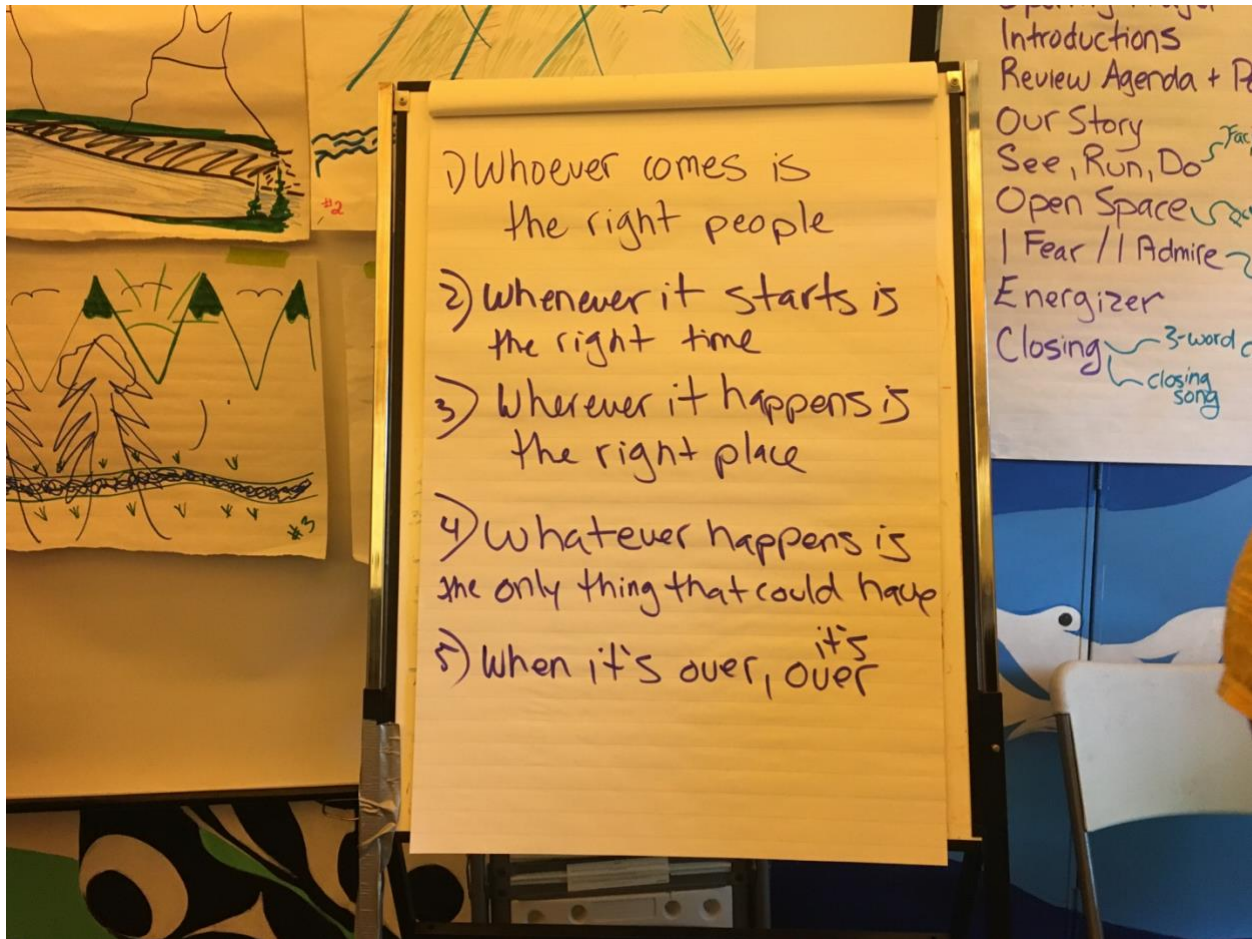 1) Whoever comes is
the right people
2) Whenever it starts is
the right time
3) Wherever it happens is
the right place
4) Whatever happens is
the only thing that could have
5) When it's over, it's over
Introductions
Review Agenda +
Our Story
See, Run, Do
Open Space
I Fear / I Admire
Energizer
Closing
3-word
closing
song
#2
#3